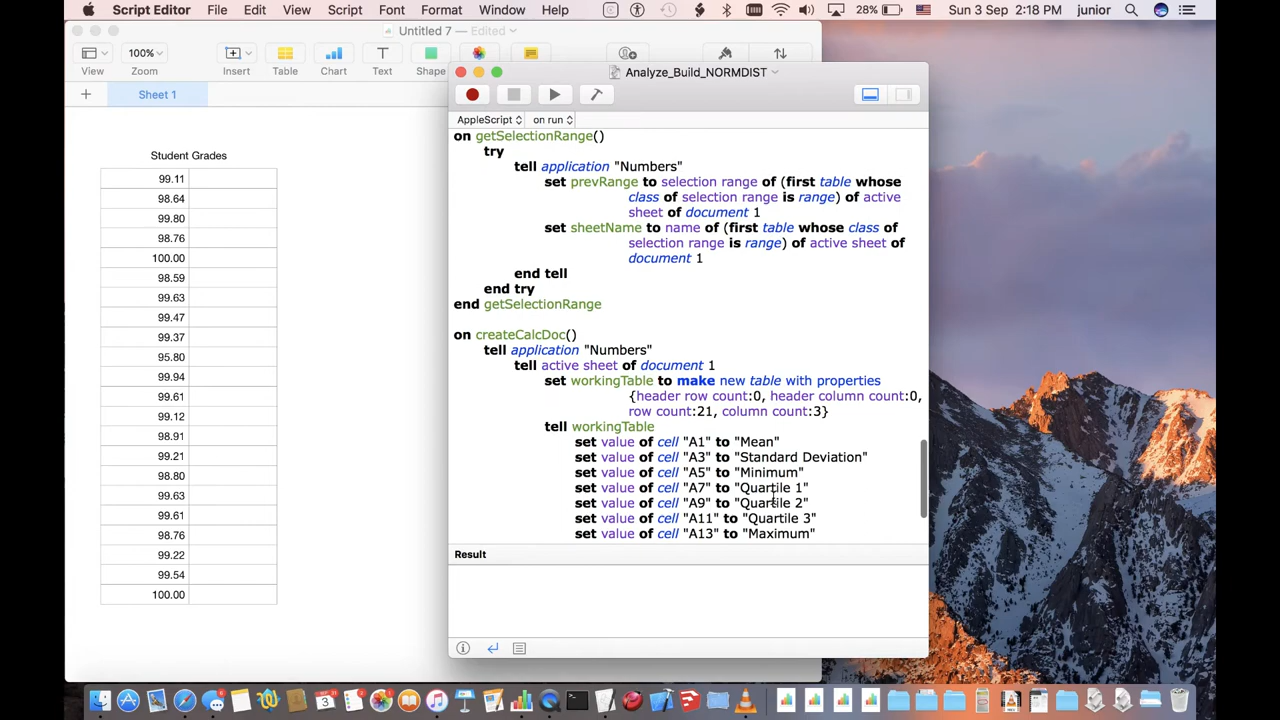 Script Editor File Edit View Script Font Format Window Help 28% Sun 3 Sep 2:18 PM junior
Untitled 7 — Edited
100%
View Zoom Insert Table Chart Text Shape
Sheet 1
Student Grades
99.11
98.64
99.80
98.76
100.00
98.59
99.63
99.47
99.37
95.80
99.94
99.61
99.12
98.91
99.21
98.80
99.63
99.61
98.76
99.22
99.54
100.00
Analyze_Build_NORMDIST
AppleScript on run
on getSelectionRange()
try
tell application "Numbers"
set prevRange to selection range of (first table whose
class of selection range is range) of active
sheet of document 1
set sheetName to name of (first table whose class of
selection range is range) of active sheet of
document 1
end tell
end try
end getSelectionRange
on createCalcDoc()
tell application "Numbers"
tell active sheet of document 1
set workingTable to make new table with properties
{header row count:0, header column count:0,
row count:21, column count:3}
tell workingTable
set value of cell "A1" to "Mean"
set value of cell "A3" to "Standard Deviation"
set value of cell "A5" to "Minimum"
set value of cell "A7" to "Quartile 1"
set value of cell "A9" to "Quartile 2"
set value of cell "A11" to "Quartile 3"
set value of cell "A13" to "Maximum"
Result